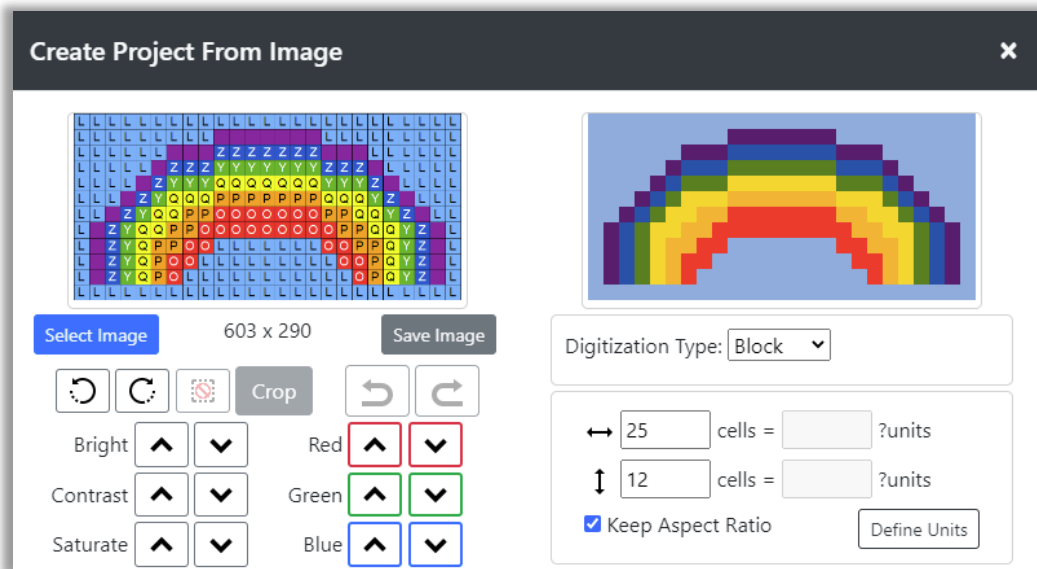 Create Project From Image
L L L L L L L L L L L L L L L L L L L L L L L L L
L L L L L L L L L L L L L L L L L L
L L L L L L Z Z Z Z Z Z Z L L L L L L
L L L L L Z Z Z Y Y Y Y Y Y Y Z Z Z L L L L L
L L L L Z Y Y Y Q Q Q Q Q Q Q Y Y Y Z L L L L
L L L Z Y Q Q Q P P P P P P P Q Q Q Y Z L L L
L L Z Y Q Q P P O O O O O O O P P Q Q Y Z L L
L Z Y Q Q P P O O O O O O O O O P P Q Q Y Z L
L Z Y Q P P O O L L L L L L L O O P P Q Y Z L
L Z Y Q P O O L L L L L L L L L O O P Q Y Z L
L Z Y Q P O L L L L L L L L L L L O P Q Y Z L
L L L L L L L L L L L L L L L L L L L L L L L L L
Select Image 603 x 290 Save Image
Crop
Bright Red
Contrast Green
Saturate Blue
Digitization Type: Block
25 cells = ?units
12 cells = ?units
Keep Aspect Ratio Define Units